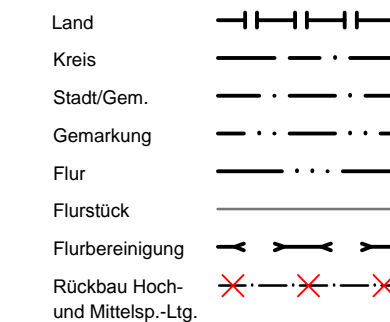 Land
Kreis
Stadt/Gem.
Gemarkung
Flur
Flurstück
Flurbereinigung
Rückbau Hoch-
und Mittelsp.-Ltg.